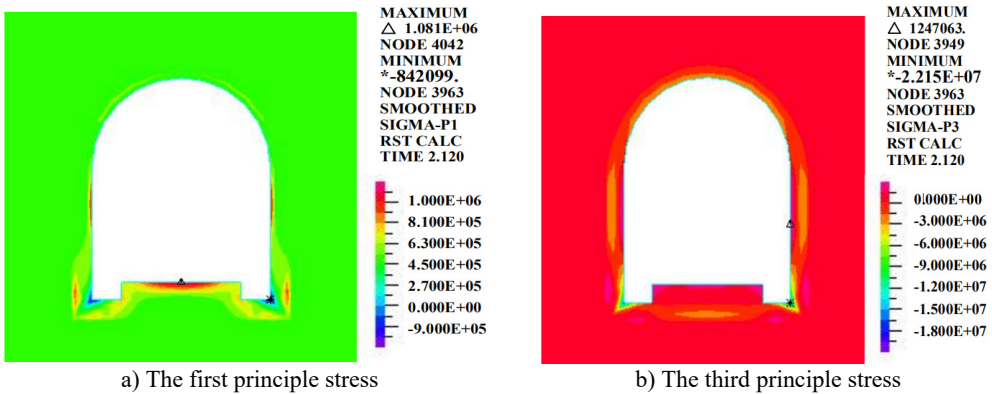 MAXIMUM
△ 1.081E+06
NODE 4042
MINIMUM
*-842099.
NODE 3963
SMOOTHED
SIGMA-P1
RST CALC
TIME 2.120
1.000E+06
8.100E+05
6.300E+05
4.500E+05
2.700E+05
0.000E+00
-9.000E+05
a) The first principle stress
MAXIMUM
△ 1247063.
NODE 3949
MINIMUM
*-2.215E+07
NODE 3963
SMOOTHED
SIGMA-P3
RST CALC
TIME 2.120
0.000E+00
-3.000E+06
-6.000E+06
-9.000E+06
-1.200E+07
-1.500E+07
-1.800E+07
b) The third principle stress